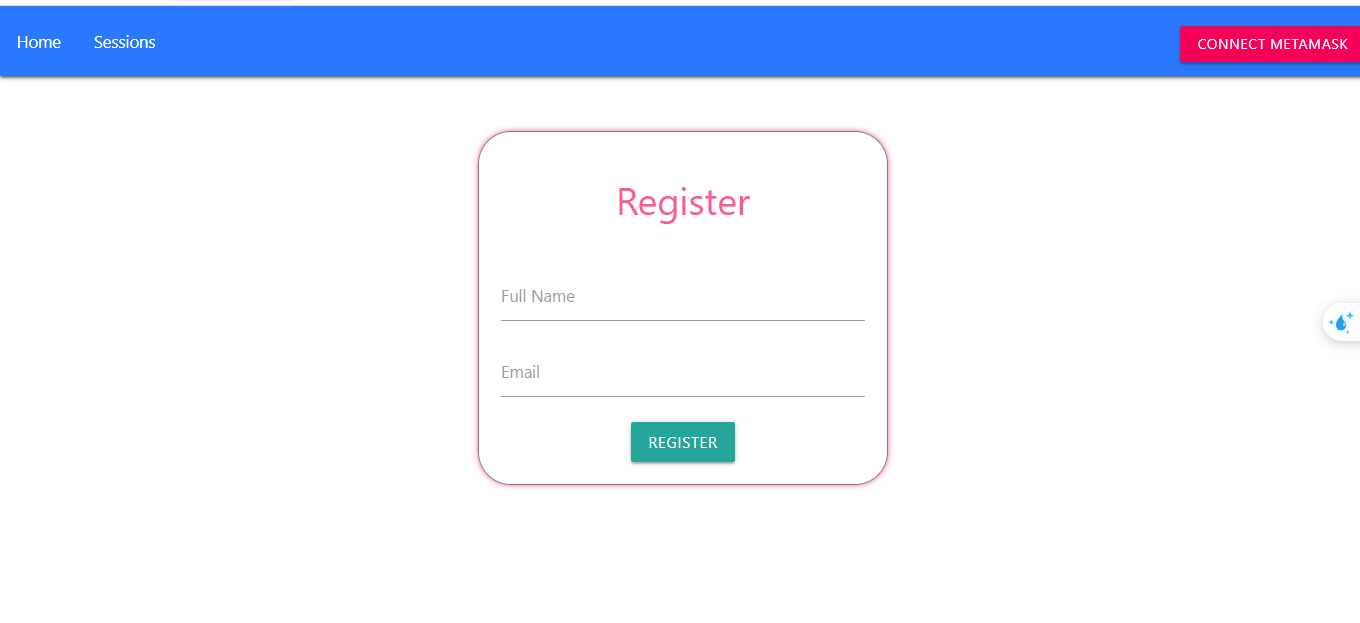 Home Sessions CONNECT METAMASK
Register
Full Name
Email
REGISTER